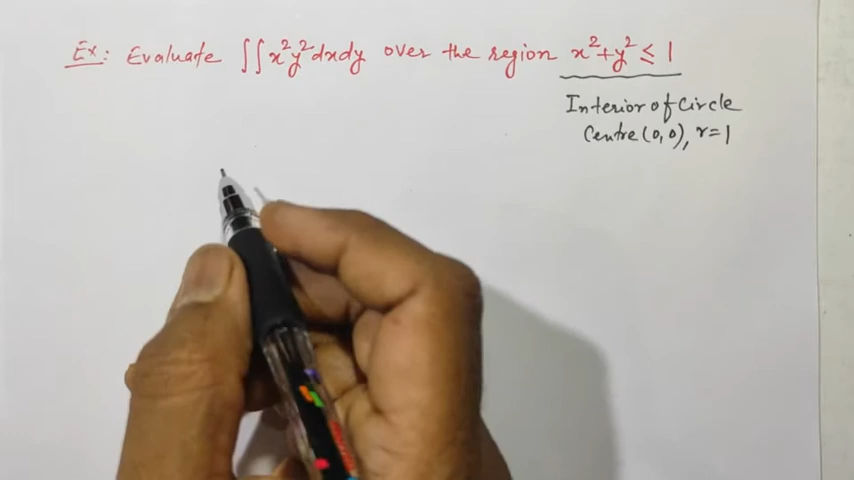 Ex: Evaluate ∬x²y²dxdy over the region x²+y² ≤ 1
Interior of Circle
Centre (0,0), r=1